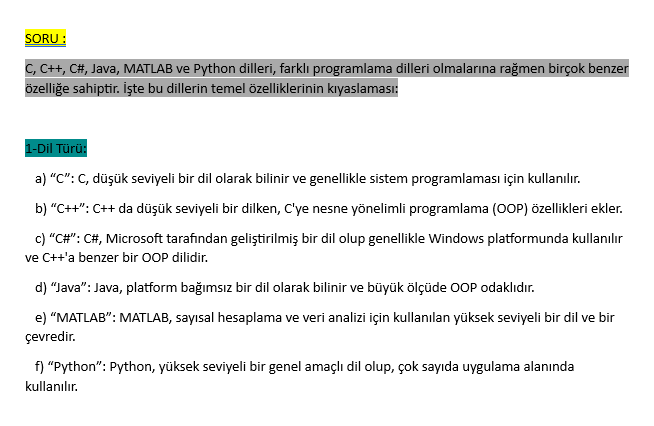 SORU :
C, C++, C#, Java, MATLAB ve Python dilleri, farklı programlama dilleri olmalarına rağmen birçok benzer
özelliğe sahiptir. İşte bu dillerin temel özelliklerinin kıyaslaması:
1-Dil Türü:
a) “C”: C, düşük seviyeli bir dil olarak bilinir ve genellikle sistem programlaması için kullanılır.
b) “C++”: C++ da düşük seviyeli bir dilken, C'ye nesne yönelimli programlama (OOP) özellikleri ekler.
c) “C#”: C#, Microsoft tarafından geliştirilmiş bir dil olup genellikle Windows platformunda kullanılır
ve C++'a benzer bir OOP dilidir.
d) “Java”: Java, platform bağımsız bir dil olarak bilinir ve büyük ölçüde OOP odaklıdır.
e) “MATLAB”: MATLAB, sayısal hesaplama ve veri analizi için kullanılan yüksek seviyeli bir dil ve bir
çevredir.
f) “Python”: Python, yüksek seviyeli bir genel amaçlı dil olup, çok sayıda uygulama alanında
kullanılır.